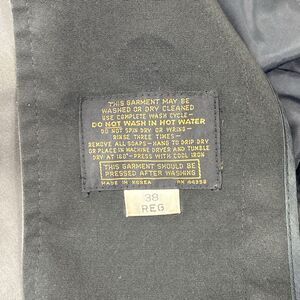 THIS GARMENT MAY BE
WASHED OR DRY CLEANED
USE COMPLETE WASH CYCLE-
DO NOT WASH IN HOT WATER
DO NOT SPIN DRY OR WRING-
RINSE THREE TIMES-
REMOVE ALL SOAPS-HANG TO DRIP DRY
OR PLACE IN MACHINE DRYER AND TUMBLE
DRY AT 160°-PRESS WITH COOL IRON
THIS GARMENT SHOULD BE
PRESSED AFTER WASHING
MADE IN KOREA RN
38
REG